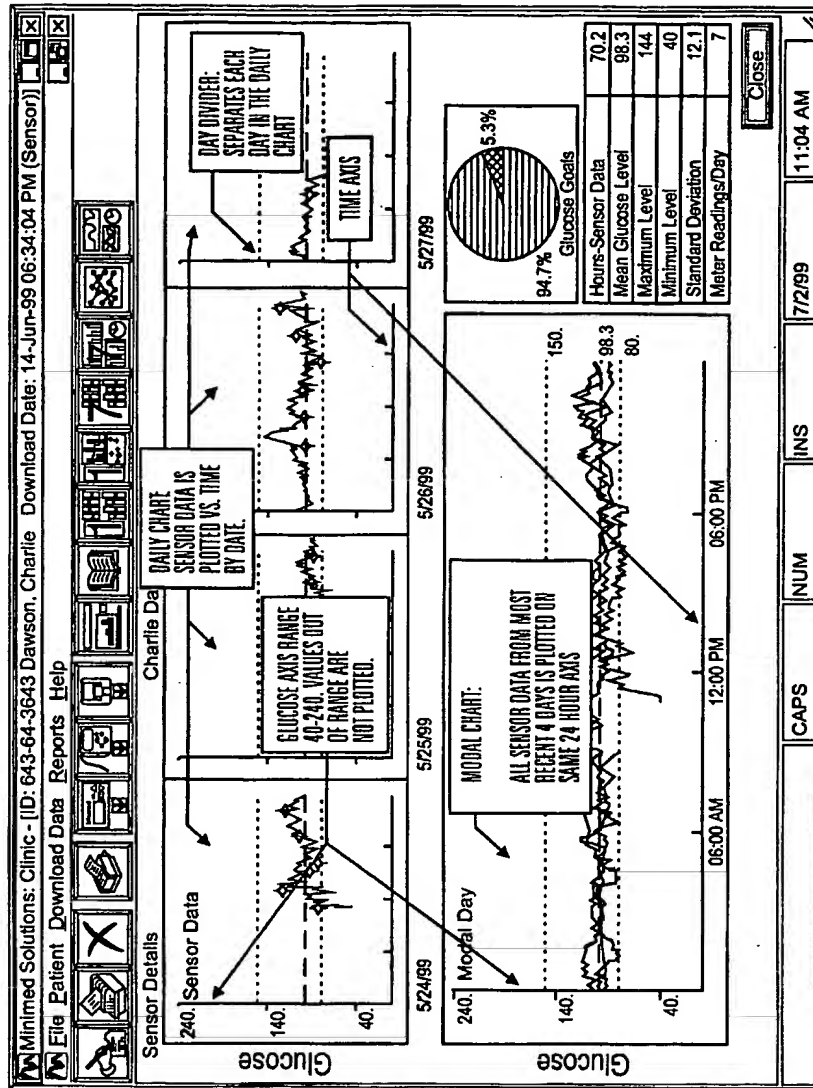 Minimed Solutions: Clinic - [ID: 643-64-3643 Dawson, Charlie Download Date: 14-Jun-99 06:34:04 PM (Sensor)]
File Patient Download Data Reports Help
Sensor Details
Charlie Da
Sensor Data
Glucose
240.
140.
40.
DAILY CHART
SENSOR DATA IS
PLOTTED VS. TIME
BY DATE.
DAY DIVIDER:
SEPARATES EACH
DAY IN THE DAILY
CHART
GLUCOSE AXIS RANGE
40-240. VALUES OUT
OF RANGE ARE
NOT PLOTTED.
TIME AXIS
5/24/99
5/25/99
5/26/99
5/27/99
Modal Day
Glucose
240.
140.
40.
MODAL CHART:
ALL SENSOR DATA FROM MOST
RECENT 4 DAYS IS PLOTTED ON
SAME 24 HOUR AXIS
150.
98.3
80.
06:00 AM
12:00 PM
06:00 PM
94.7%
5.3%
Glucose Goals
Hours-Sensor Data 70.2
Mean Glucose Level 98.3
Maximum Level 144
Minimum Level 40
Standard Deviation 12.1
Meter Readings/Day 7
Close
CAPS NUM INS 7/2/99 11:04 AM